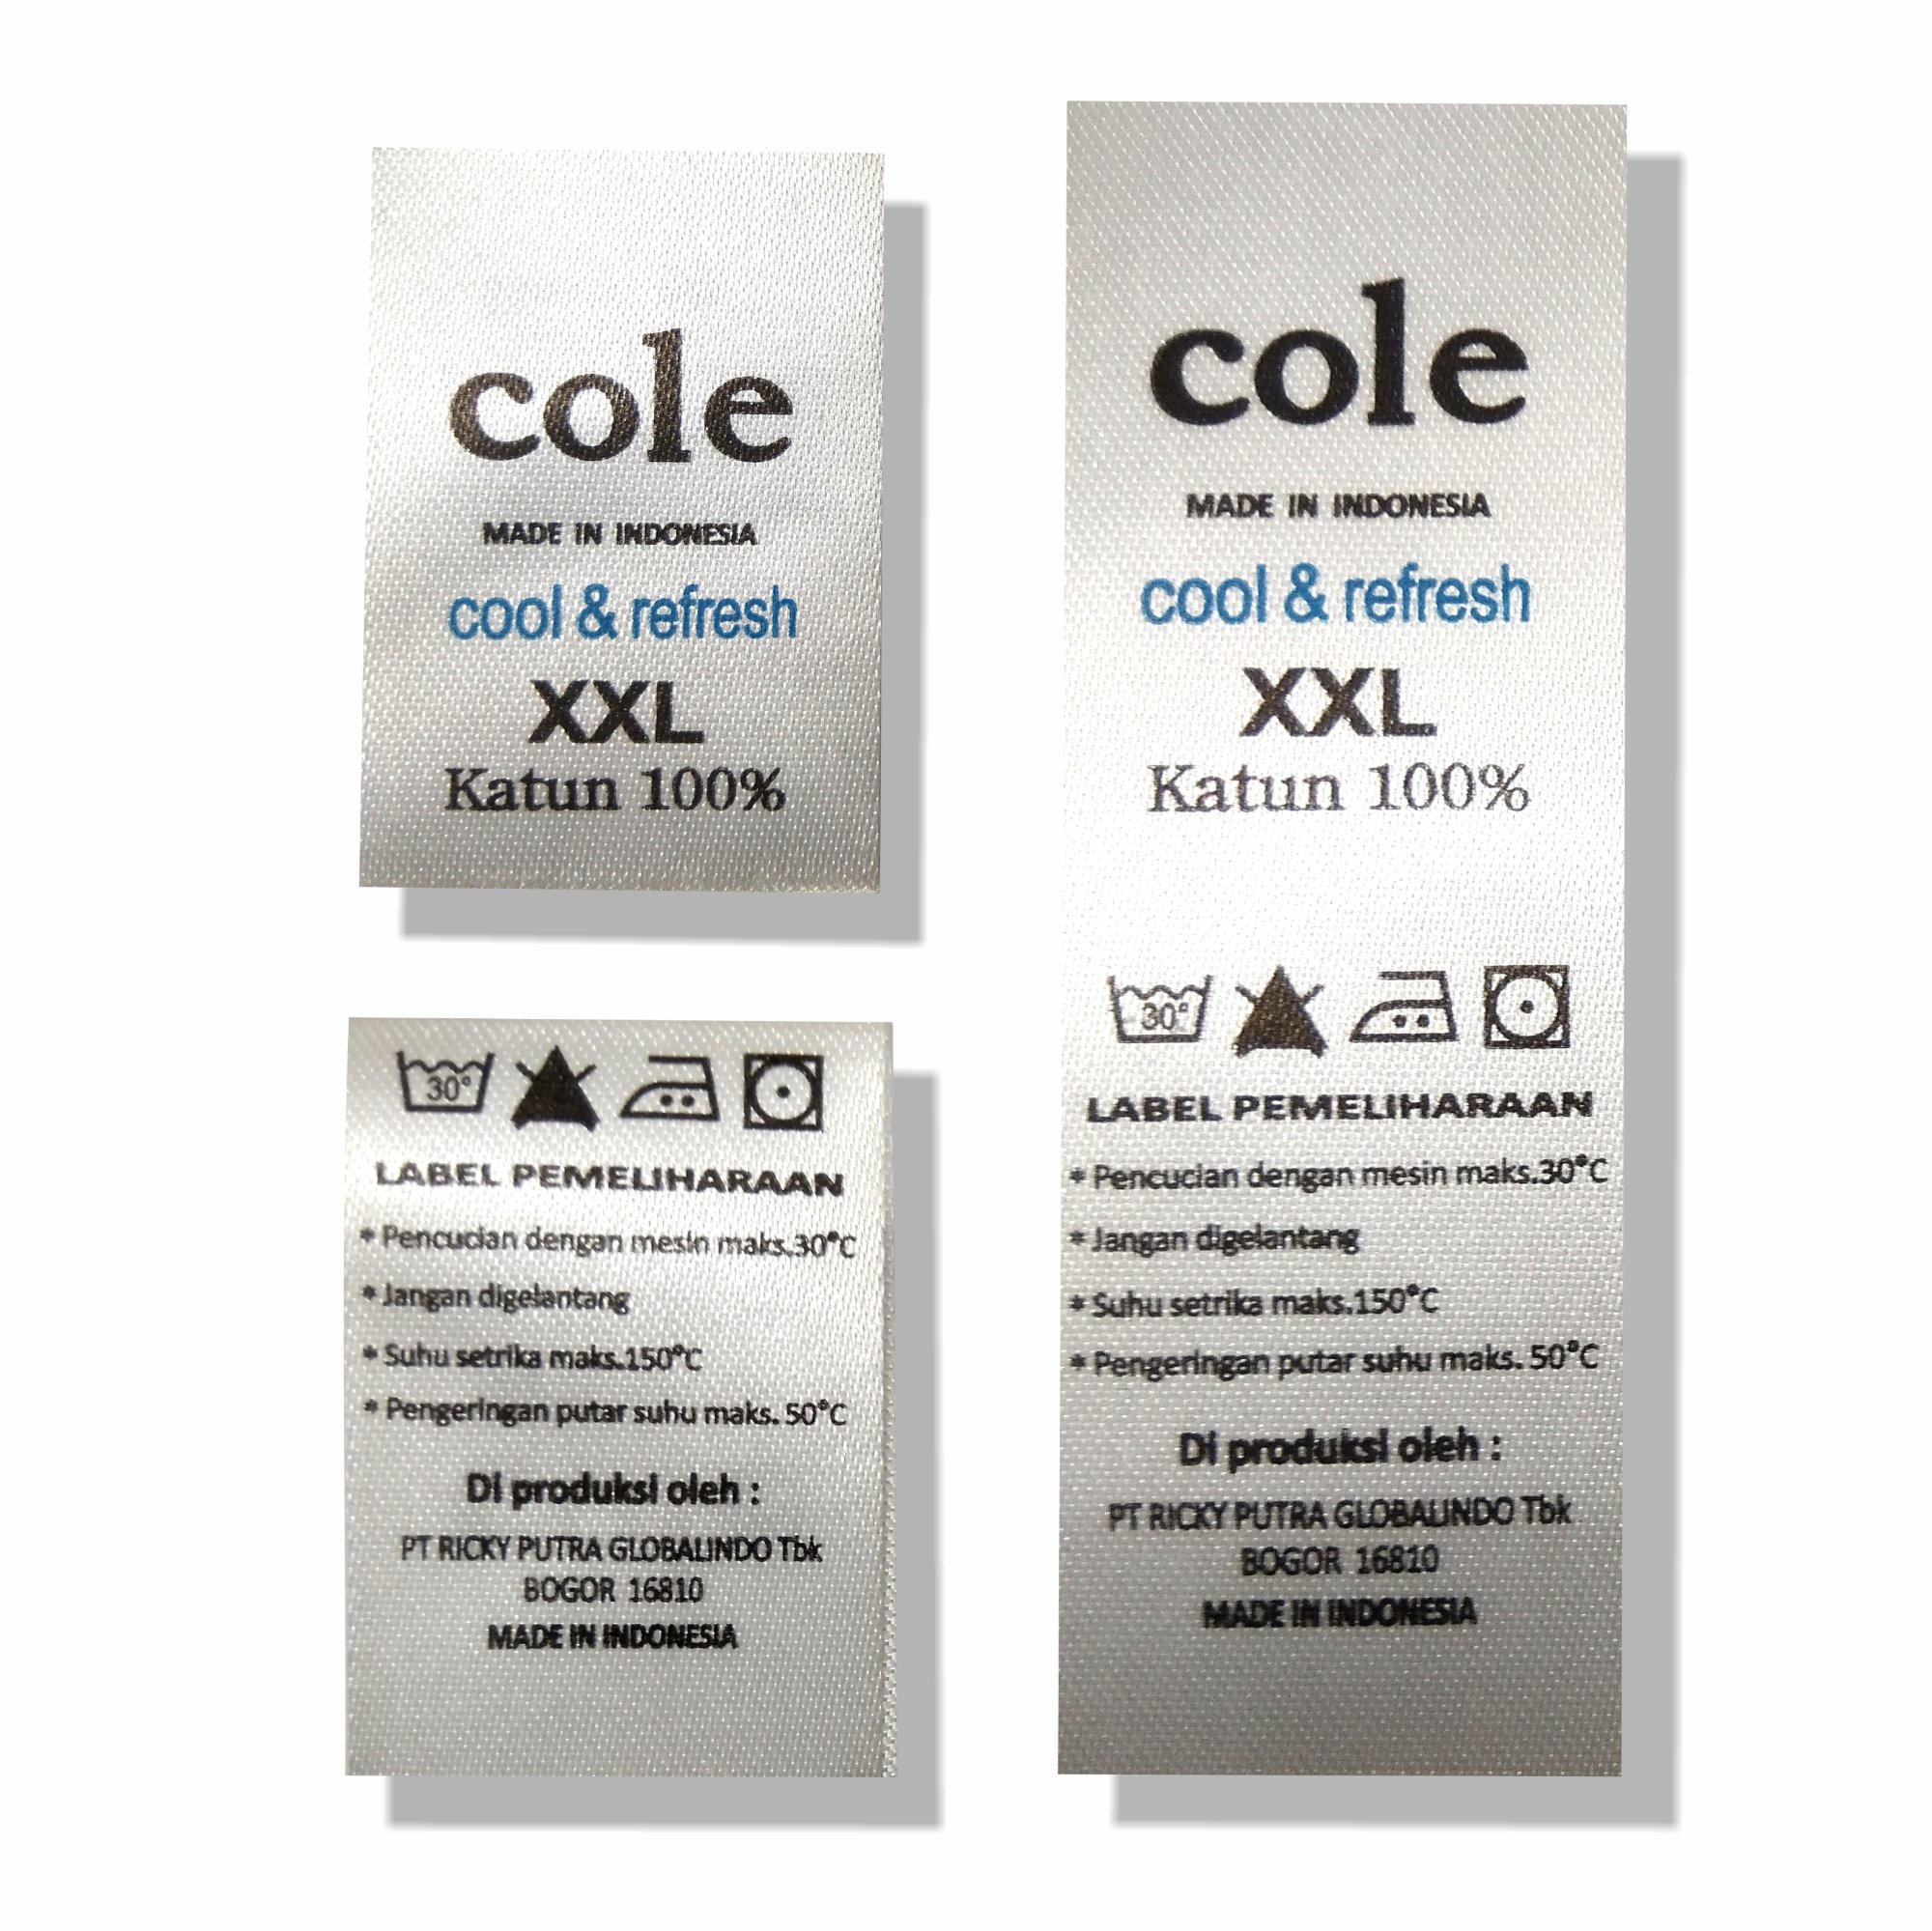 cole
MADE IN INDONESIA
cool & refresh
XXL
Katun 100%
30°
LABEL PEMELIHARAAN
* Pencucian dengan mesin maks.30°C
* Jangan digelantang
* Suhu setrika maks.150°C
* Pengeringan putar suhu maks. 50°C
Di produksi oleh :
PT RICKY PUTRA GLOBALINDO Tbk
BOGOR 16810
MADE IN INDONESIA
cole
MADE IN INDONESIA
cool & refresh
XXL
Katun 100%
30°
LABEL PEMELIHARAAN
* Pencucian dengan mesin maks.30°C
* Jangan digelantang
* Suhu setrika maks.150°C
* Pengeringan putar suhu maks. 50°C
Di produksi oleh :
PT RICKY PUTRA GLOBALINDO Tbk
BOGOR 16810
MADE IN INDONESIA